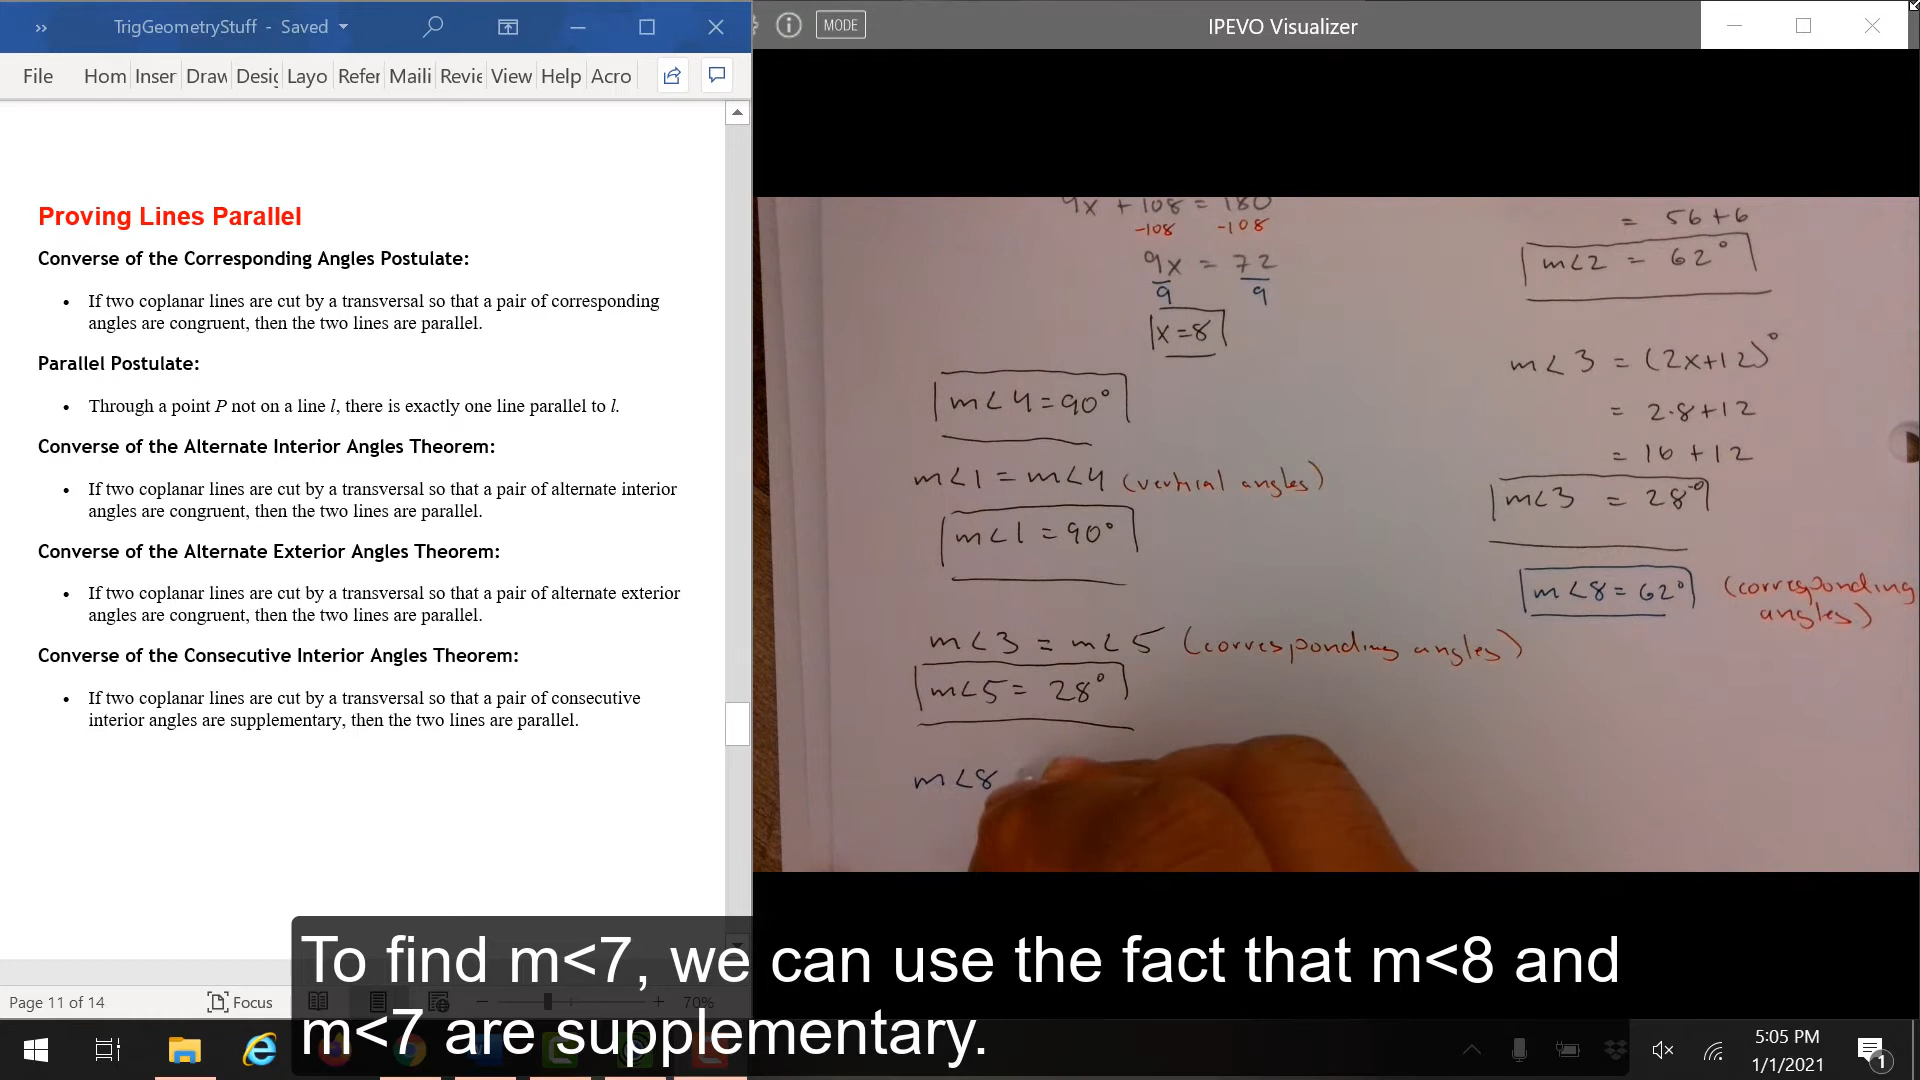 TrigGeometryStuff - Saved
MODE
IPEVO Visualizer
File Hom Inser Draw Desig Layo Refer Maili Revie View Help Acro
Proving Lines Parallel
Converse of the Corresponding Angles Postulate:
• If two coplanar lines are cut by a transversal so that a pair of corresponding
angles are congruent, then the two lines are parallel.
Parallel Postulate:
• Through a point P not on a line l, there is exactly one line parallel to l.
Converse of the Alternate Interior Angles Theorem:
• If two coplanar lines are cut by a transversal so that a pair of alternate interior
angles are congruent, then the two lines are parallel.
Converse of the Alternate Exterior Angles Theorem:
• If two coplanar lines are cut by a transversal so that a pair of alternate exterior
angles are congruent, then the two lines are parallel.
Converse of the Consecutive Interior Angles Theorem:
• If two coplanar lines are cut by a transversal so that a pair of consecutive
interior angles are supplementary, then the two lines are parallel.
9x + 108 = 180
-108 -108
9x = 72
9 9
x = 8
m<4 = 90°
m<1 = m<4 (vertical angles)
m<1 = 90°
m<3 = m<5 (corresponding angles)
m<5 = 28°
m<8
= 56+6
m<2 = 62°
m<3 = (2x+12)°
= 2·8+12
= 16+12
m<3 = 28°
m<8 = 62° (corresponding
angles)
To find m<7, we can use the fact that m<8 and
m<7 are supplementary.
Page 11 of 14
Focus
70%
5:05 PM
1/1/2021
1